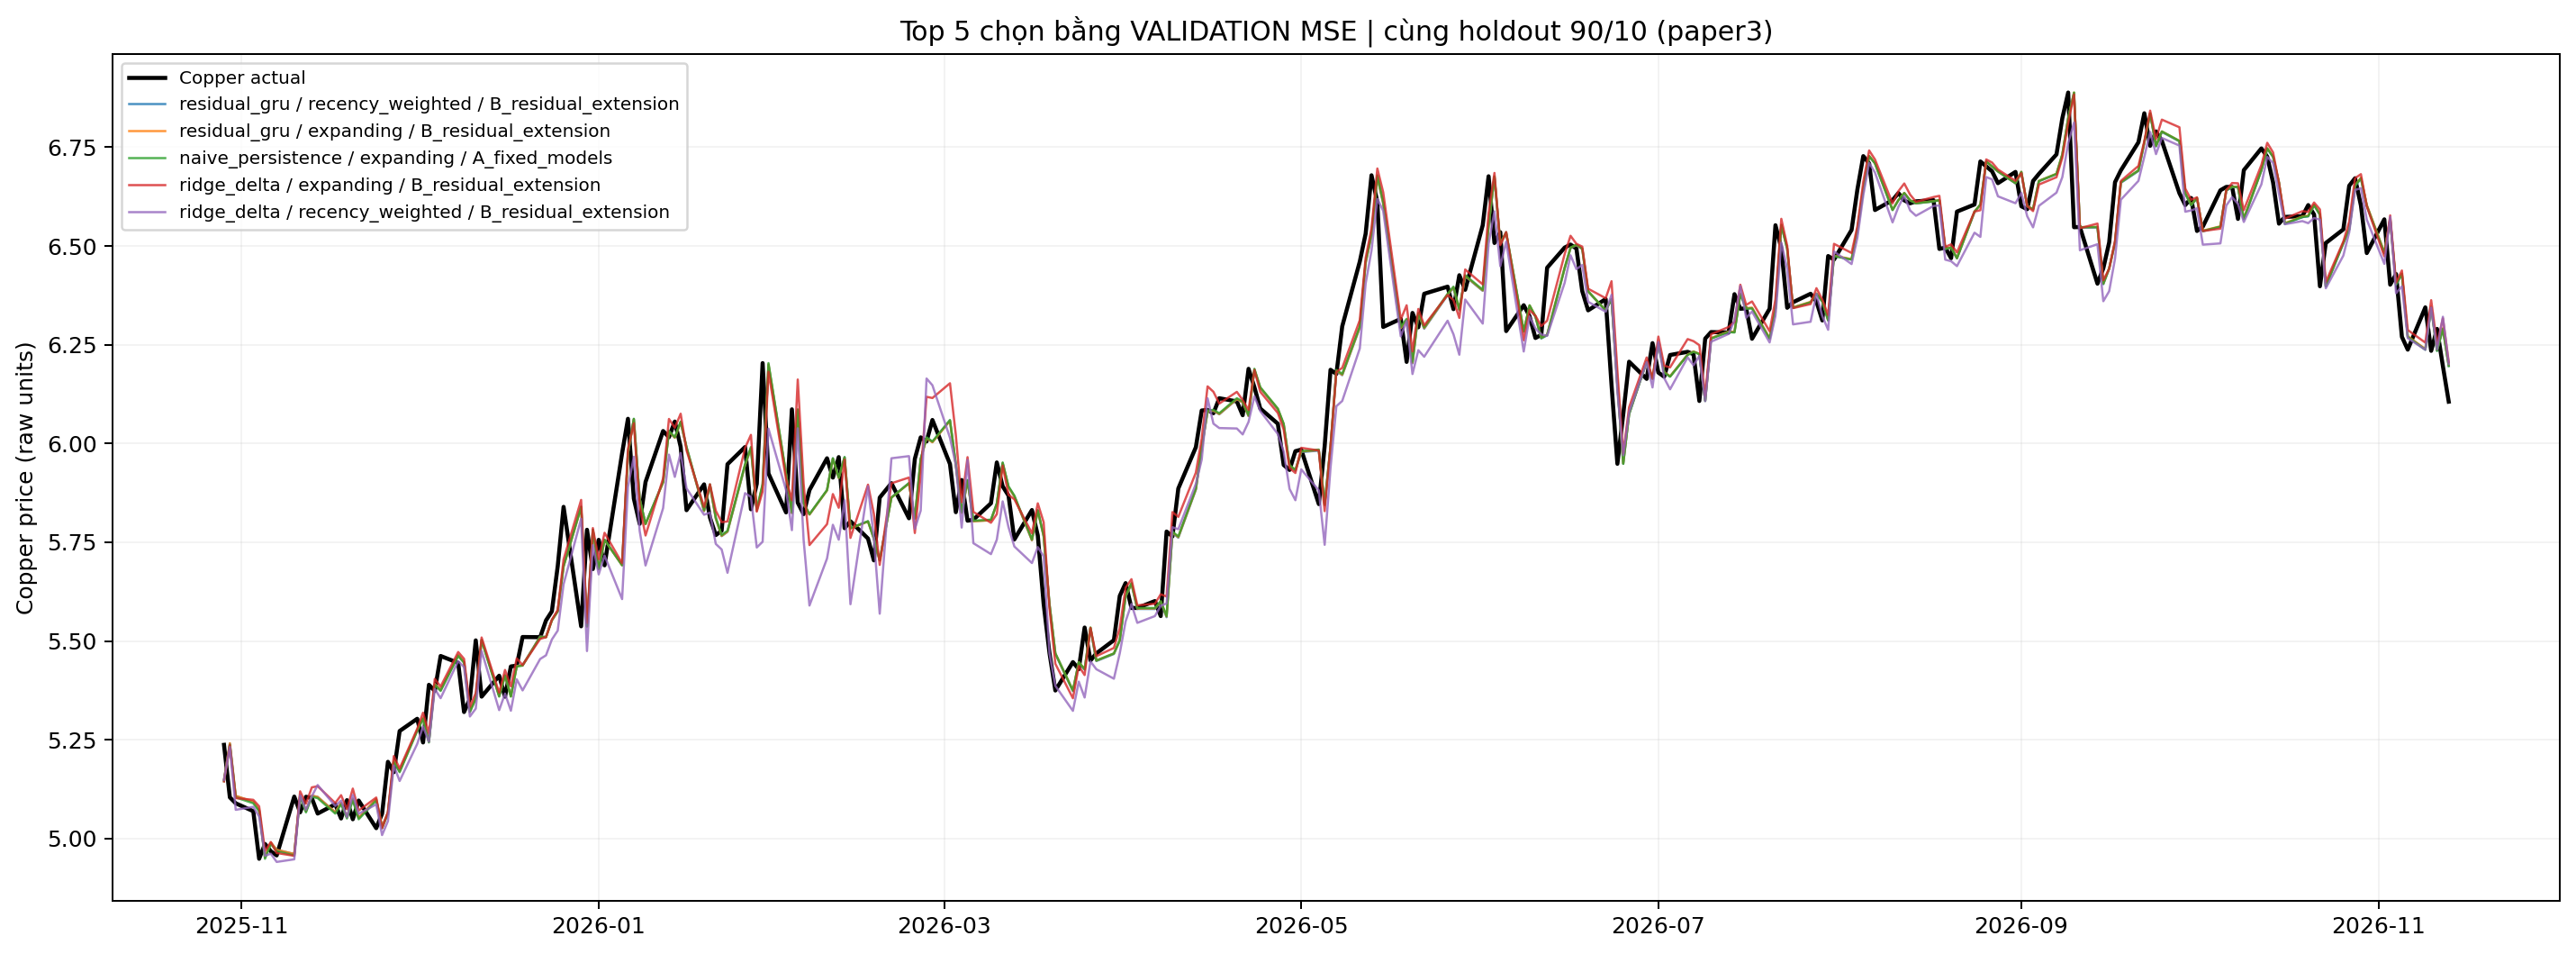 Top 5 chọn bằng VALIDATION MSE | cùng holdout 90/10 (paper3)
Copper actual
residual_gru / recency_weighted / B_residual_extension
residual_gru / expanding / B_residual_extension
naive_persistence / expanding / A_fixed_models
ridge_delta / expanding / B_residual_extension
ridge_delta / recency_weighted / B_residual_extension
Copper price (raw units)
6.75
6.50
6.25
6.00
5.75
5.50
5.25
5.00
2025-11
2026-01
2026-03
2026-05
2026-07
2026-09
2026-11